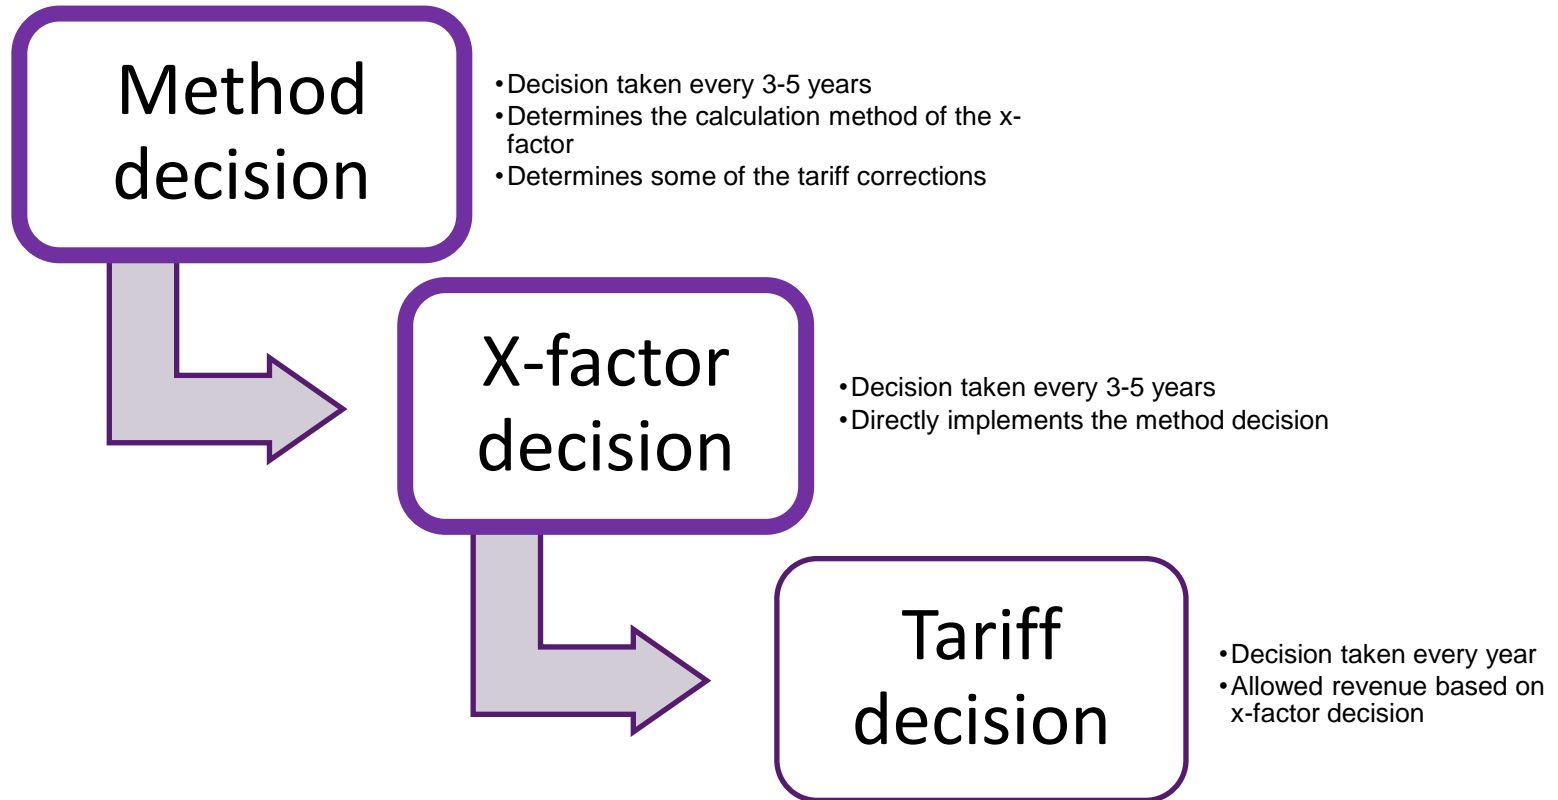 Method
decision
•Decision taken every 3-5 years
•Determines the calculation method of the x-
factor
•Determines some of the tariff corrections
X-factor
decision
•Decision taken every 3-5 years
•Directly implements the method decision
Tariff
decision
•Decision taken every year
•Allowed revenue based on
x-factor decision